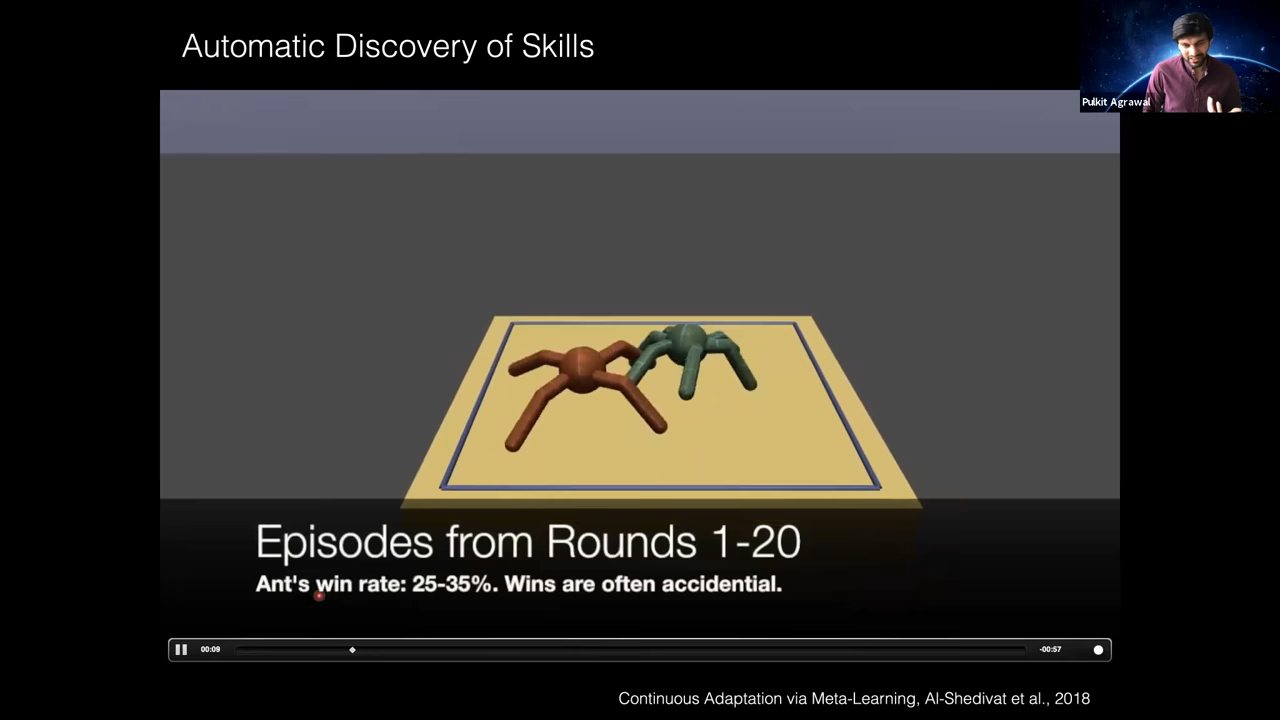 Automatic Discovery of Skills
Pulkit Agrawal
Episodes from Rounds 1-20
Ant's win rate: 25-35%. Wins are often accidental.
00:09
-00:57
Continuous Adaptation via Meta-Learning, Al-Shedivat et al., 2018